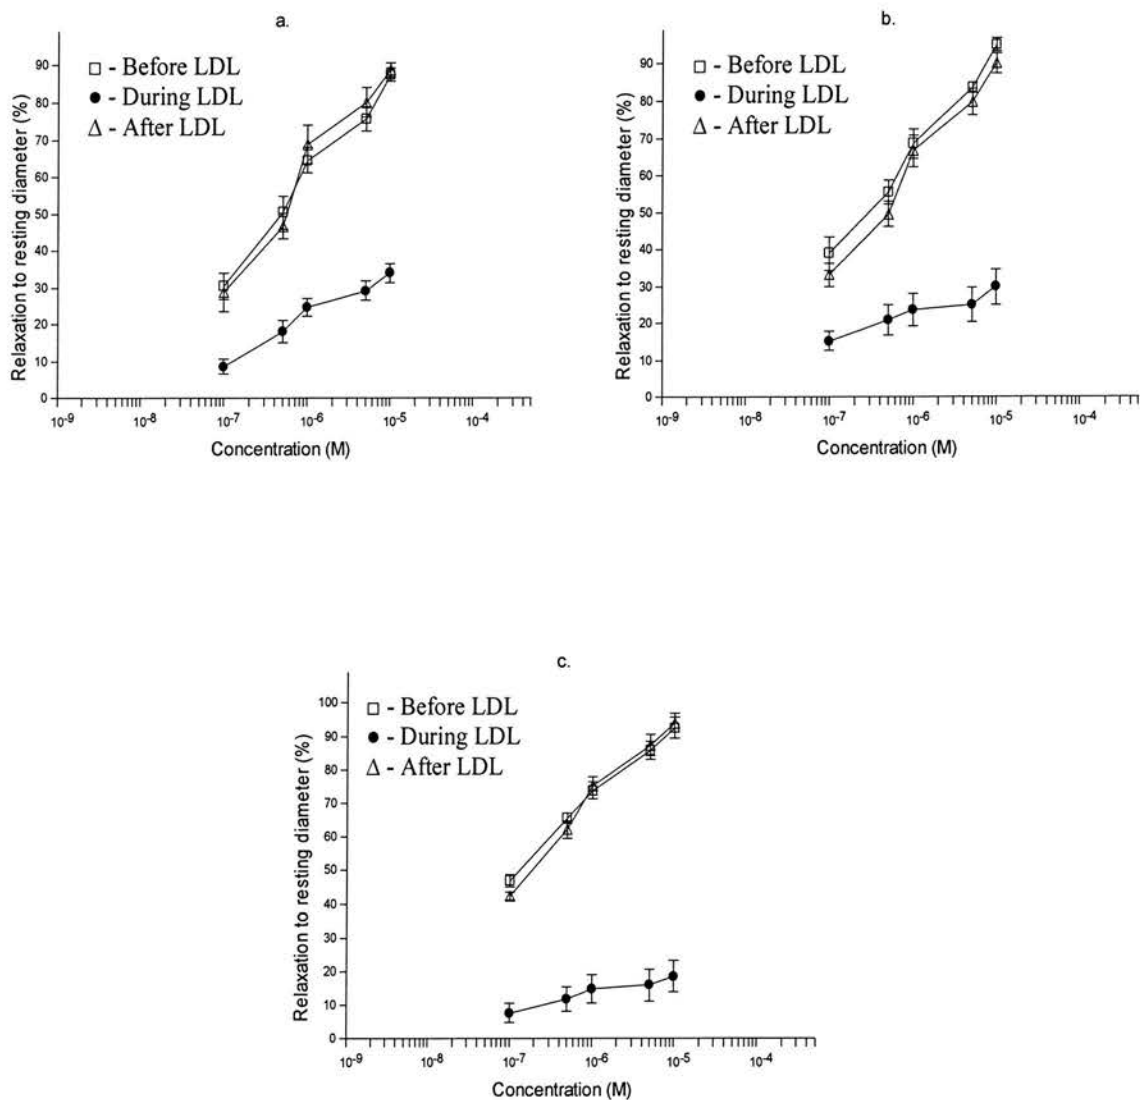 a.
□ - Before LDL
● - During LDL
△ - After LDL
Relaxation to resting diameter (%)
90
80
70
60
50
40
30
20
10
0
10⁻⁹ 10⁻⁸ 10⁻⁷ 10⁻⁶ 10⁻⁵ 10⁻⁴
Concentration (M)
b.
□ - Before LDL
● - During LDL
△ - After LDL
Relaxation to resting diameter (%)
90
80
70
60
50
40
30
20
10
0
10⁻⁹ 10⁻⁸ 10⁻⁷ 10⁻⁶ 10⁻⁵ 10⁻⁴
Concentration (M)
c.
□ - Before LDL
● - During LDL
△ - After LDL
Relaxation to resting diameter (%)
100
90
80
70
60
50
40
30
20
10
0
10⁻⁹ 10⁻⁸ 10⁻⁷ 10⁻⁶ 10⁻⁵ 10⁻⁴
Concentration (M)